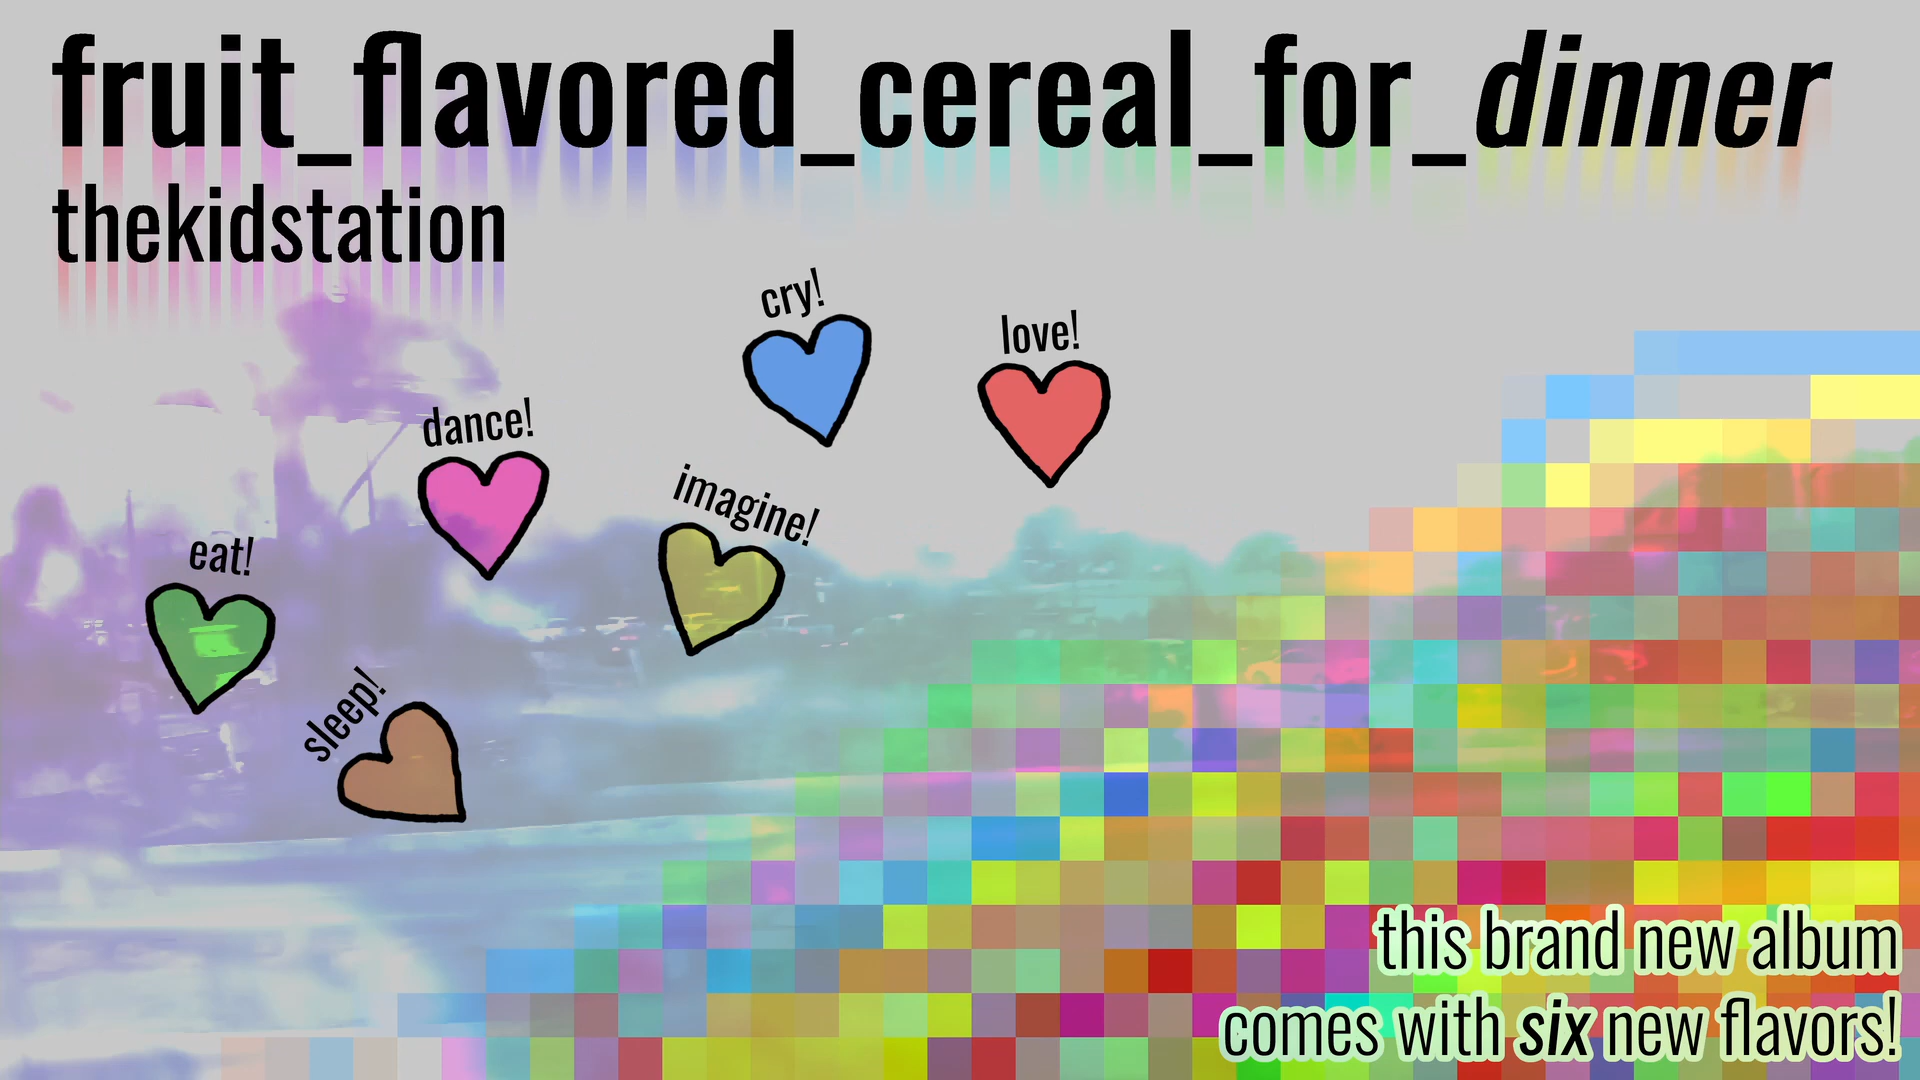 fruit_flavored_cereal_for_dinner
thekidstation
cry!
love!
dance!
imagine!
eat!
sleep!
this brand new album
comes with six new flavors!